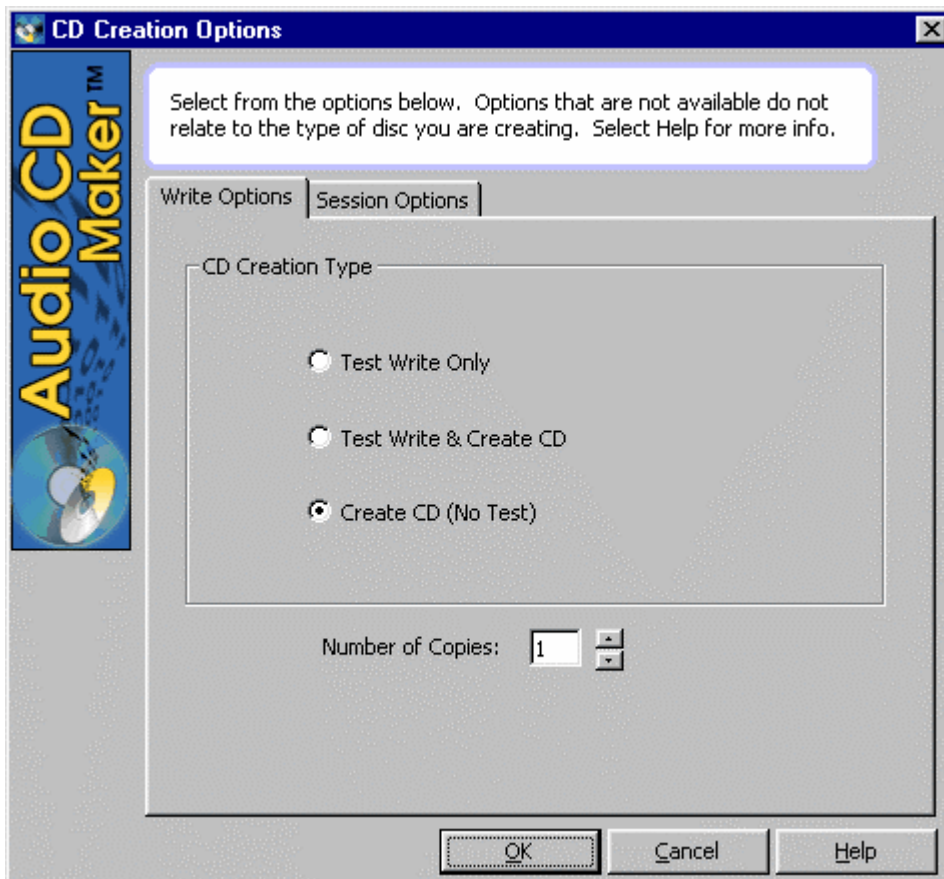 CD Creation Options
Audio CD
Maker™
Select from the options below. Options that are not available do not
relate to the type of disc you are creating. Select Help for more info.
Write Options
Session Options
CD Creation Type
Test Write Only
Test Write & Create CD
Create CD (No Test)
Number of Copies: 1
OK
Cancel
Help